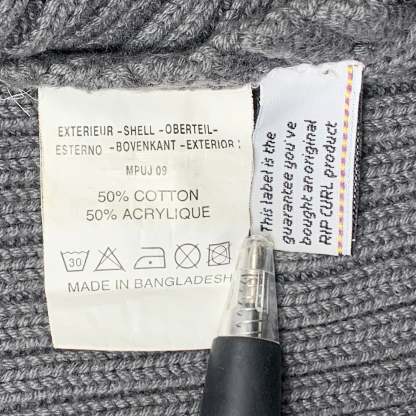 EXTERIEUR -SHELL -OBERTEIL-
ESTERNO -BOVENKANT -EXTERIOR :
MPUJ 09
50% COTTON
50% ACRYLIQUE
30
MADE IN BANGLADESH
This label is the
guarantee you've
bought an original
RIP CURL product